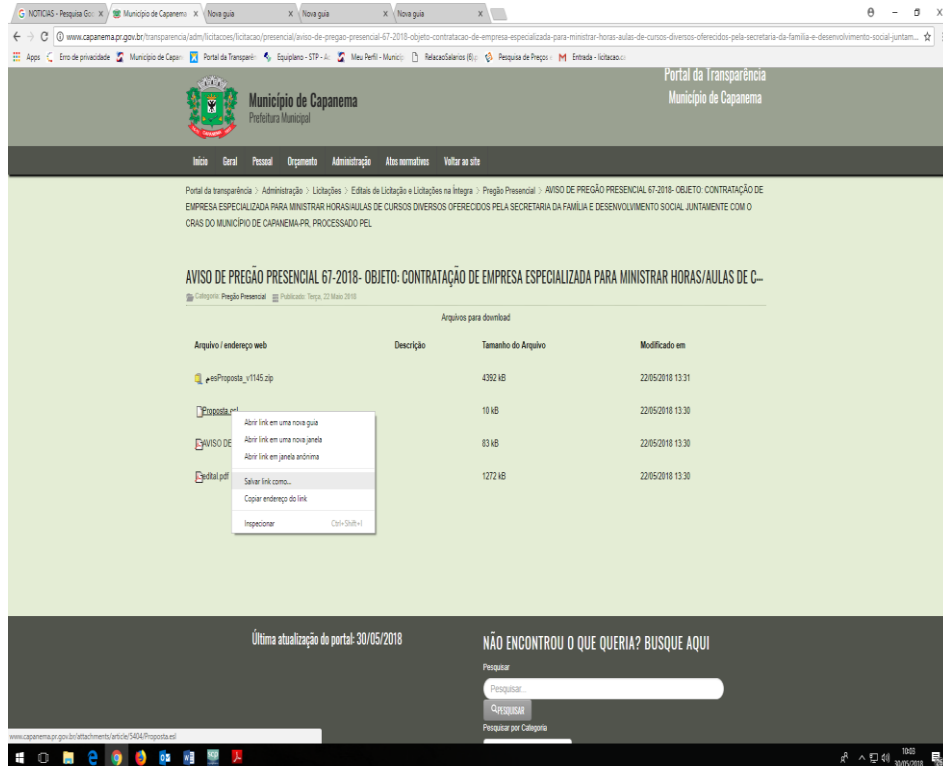 NOTICIAS - Pesquisa Goo X
Município de Capanema X
Nova guia X
Nova guia X
Nova guia X
www.capanema.pr.gov.br/transparencia/adm/licitacoes/licitacao/presencial/aviso-de-pregao-presencial-67-2018-objeto-contratacao-de-empresa-especializada-para-ministrar-horas-aulas-de-cursos-diversos-oferecidos-pela-secretaria-da-familia-e-desenvolvimento-social-juntam...
Apps Erro de privacidade Município de Capan Portal da Transparên Equiplano - STP - Ac Meu Perfil - Municíp RelacaoSalarios (6).p Pesquisa de Preços Entrada - licitacao.c
Portal da Transparência
Município de Capanema
CAPANEMA
Município de Capanema
Prefeitura Municipal
Início Geral Pessoal Orçamento Administração Atos normativos Voltar ao site
Portal da transparência > Administração > Licitações > Editais de Licitação e Licitações na Íntegra > Pregão Presencial > AVISO DE PREGÃO PRESENCIAL 67-2018- OBJETO: CONTRATAÇÃO DE
EMPRESA ESPECIALIZADA PARA MINISTRAR HORAS/AULAS DE CURSOS DIVERSOS OFERECIDOS PELA SECRETARIA DA FAMÍLIA E DESENVOLVIMENTO SOCIAL JUNTAMENTE COM O
CRAS DO MUNICÍPIO DE CAPANEMA-PR, PROCESSADO PEL
AVISO DE PREGÃO PRESENCIAL 67-2018- OBJETO: CONTRATAÇÃO DE EMPRESA ESPECIALIZADA PARA MINISTRAR HORAS/AULAS DE C...
Categoria: Pregão Presencial Publicado: Terça, 22 Maio 2018
Arquivos para download
Arquivo / endereço web Descrição Tamanho do Arquivo Modificado em
esProposta_v1145.zip 4392 kB 22/05/2018 13:31
Proposta.esl 10 kB 22/05/2018 13:30
AVISO DE 83 kB 22/05/2018 13:30
edital.pdf 1272 kB 22/05/2018 13:30
Abrir link em uma nova guia
Abrir link em uma nova janela
Abrir link em janela anônima
Salvar link como...
Copiar endereço do link
Inspecionar Ctrl+Shift+I
Última atualização do portal: 30/05/2018
NÃO ENCONTROU O QUE QUERIA? BUSQUE AQUI
Pesquisar
Pesquisar...
PESQUISAR
Pesquisar por Categoria
www.capanema.pr.gov.br/attachments/article/5404/Proposta.esl
10:03
30/05/2018